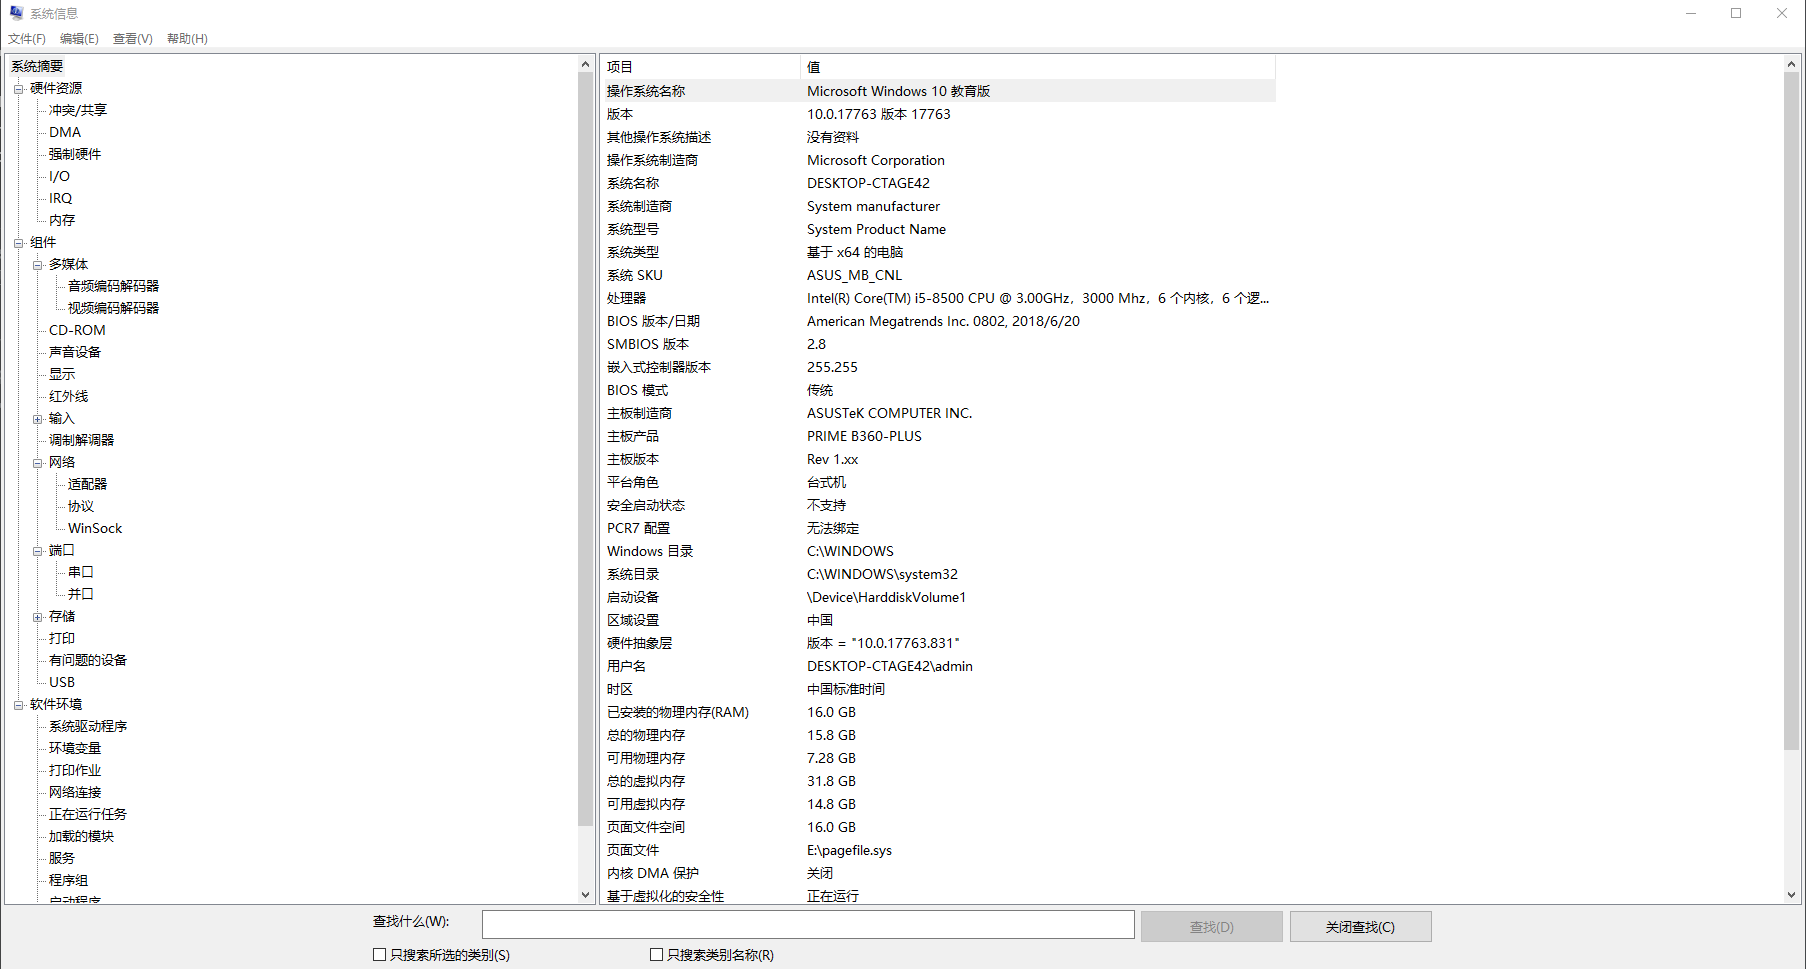 系统信息
文件(F) 编辑(E) 查看(V) 帮助(H)
系统摘要
硬件资源
冲突/共享
DMA
强制硬件
I/O
IRQ
内存
组件
多媒体
音频编码解码器
视频编码解码器
CD-ROM
声音设备
显示
红外线
输入
调制解调器
网络
适配器
协议
WinSock
端口
串口
并口
存储
打印
有问题的设备
USB
软件环境
系统驱动程序
环境变量
打印作业
网络连接
正在运行任务
加载的模块
服务
程序组
启动程序
项目 值
操作系统名称 Microsoft Windows 10 教育版
版本 10.0.17763 版本 17763
其他操作系统描述 没有资料
操作系统制造商 Microsoft Corporation
系统名称 DESKTOP-CTAGE42
系统制造商 System manufacturer
系统型号 System Product Name
系统类型 基于 x64 的电脑
系统 SKU ASUS_MB_CNL
处理器 Intel(R) Core(TM) i5-8500 CPU @ 3.00GHz，3000 Mhz，6 个内核，6 个逻...
BIOS 版本/日期 American Megatrends Inc. 0802, 2018/6/20
SMBIOS 版本 2.8
嵌入式控制器版本 255.255
BIOS 模式 传统
主板制造商 ASUSTeK COMPUTER INC.
主板产品 PRIME B360-PLUS
主板版本 Rev 1.xx
平台角色 台式机
安全启动状态 不支持
PCR7 配置 无法绑定
Windows 目录 C:\WINDOWS
系统目录 C:\WINDOWS\system32
启动设备 \Device\HarddiskVolume1
区域设置 中国
硬件抽象层 版本 = "10.0.17763.831"
用户名 DESKTOP-CTAGE42\admin
时区 中国标准时间
已安装的物理内存(RAM) 16.0 GB
总的物理内存 15.8 GB
可用物理内存 7.28 GB
总的虚拟内存 31.8 GB
可用虚拟内存 14.8 GB
页面文件空间 16.0 GB
页面文件 E:\pagefile.sys
内核 DMA 保护 关闭
基于虚拟化的安全性 正在运行
查找什么(W): 查找(D) 关闭查找(C)
只搜索所选的类别(S) 只搜索类别名称(R)